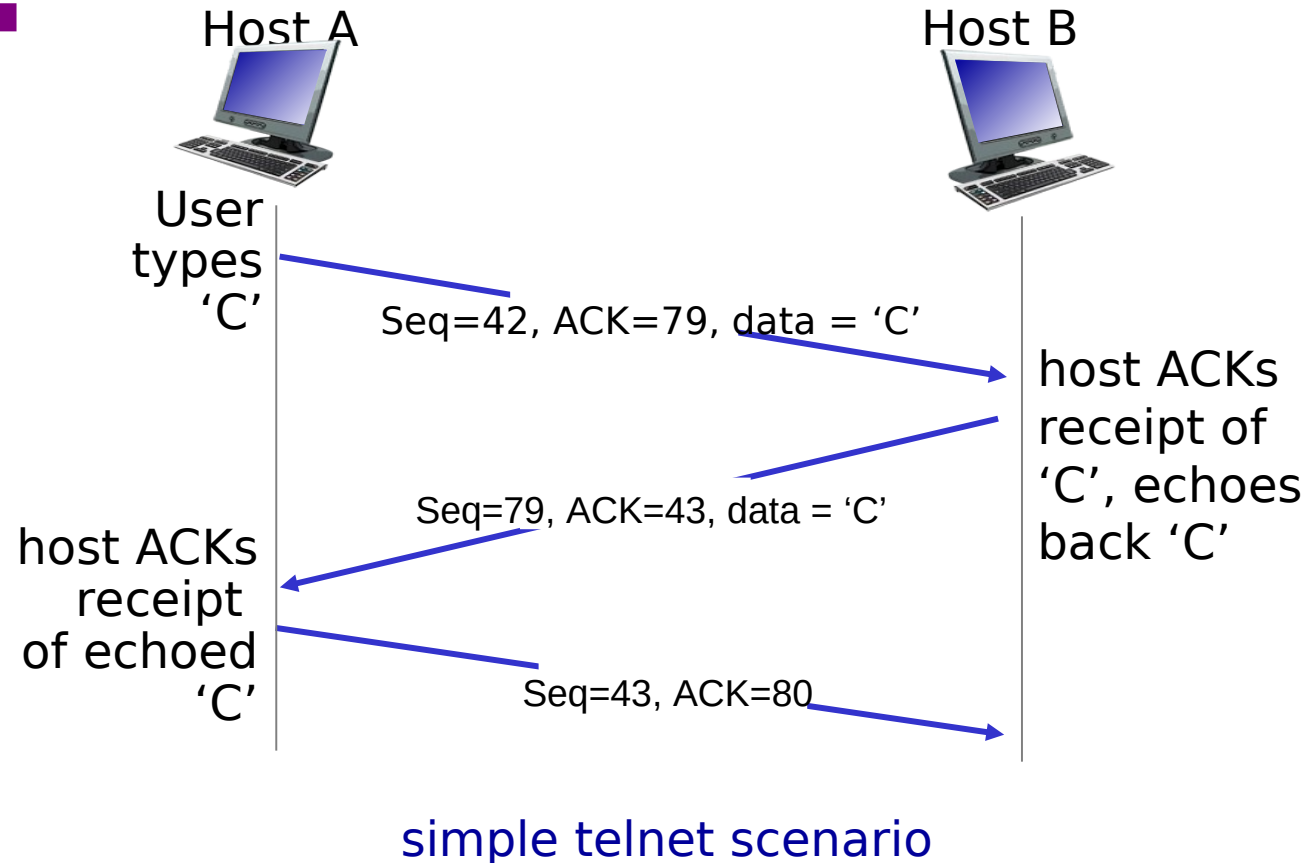 Host A
Host B
User
types
‘C’
Seq=42, ACK=79, data = ‘C’
host ACKs
receipt of
‘C’, echoes
back ‘C’
Seq=79, ACK=43, data = ‘C’
host ACKs
receipt
of echoed
‘C’
Seq=43, ACK=80
simple telnet scenario